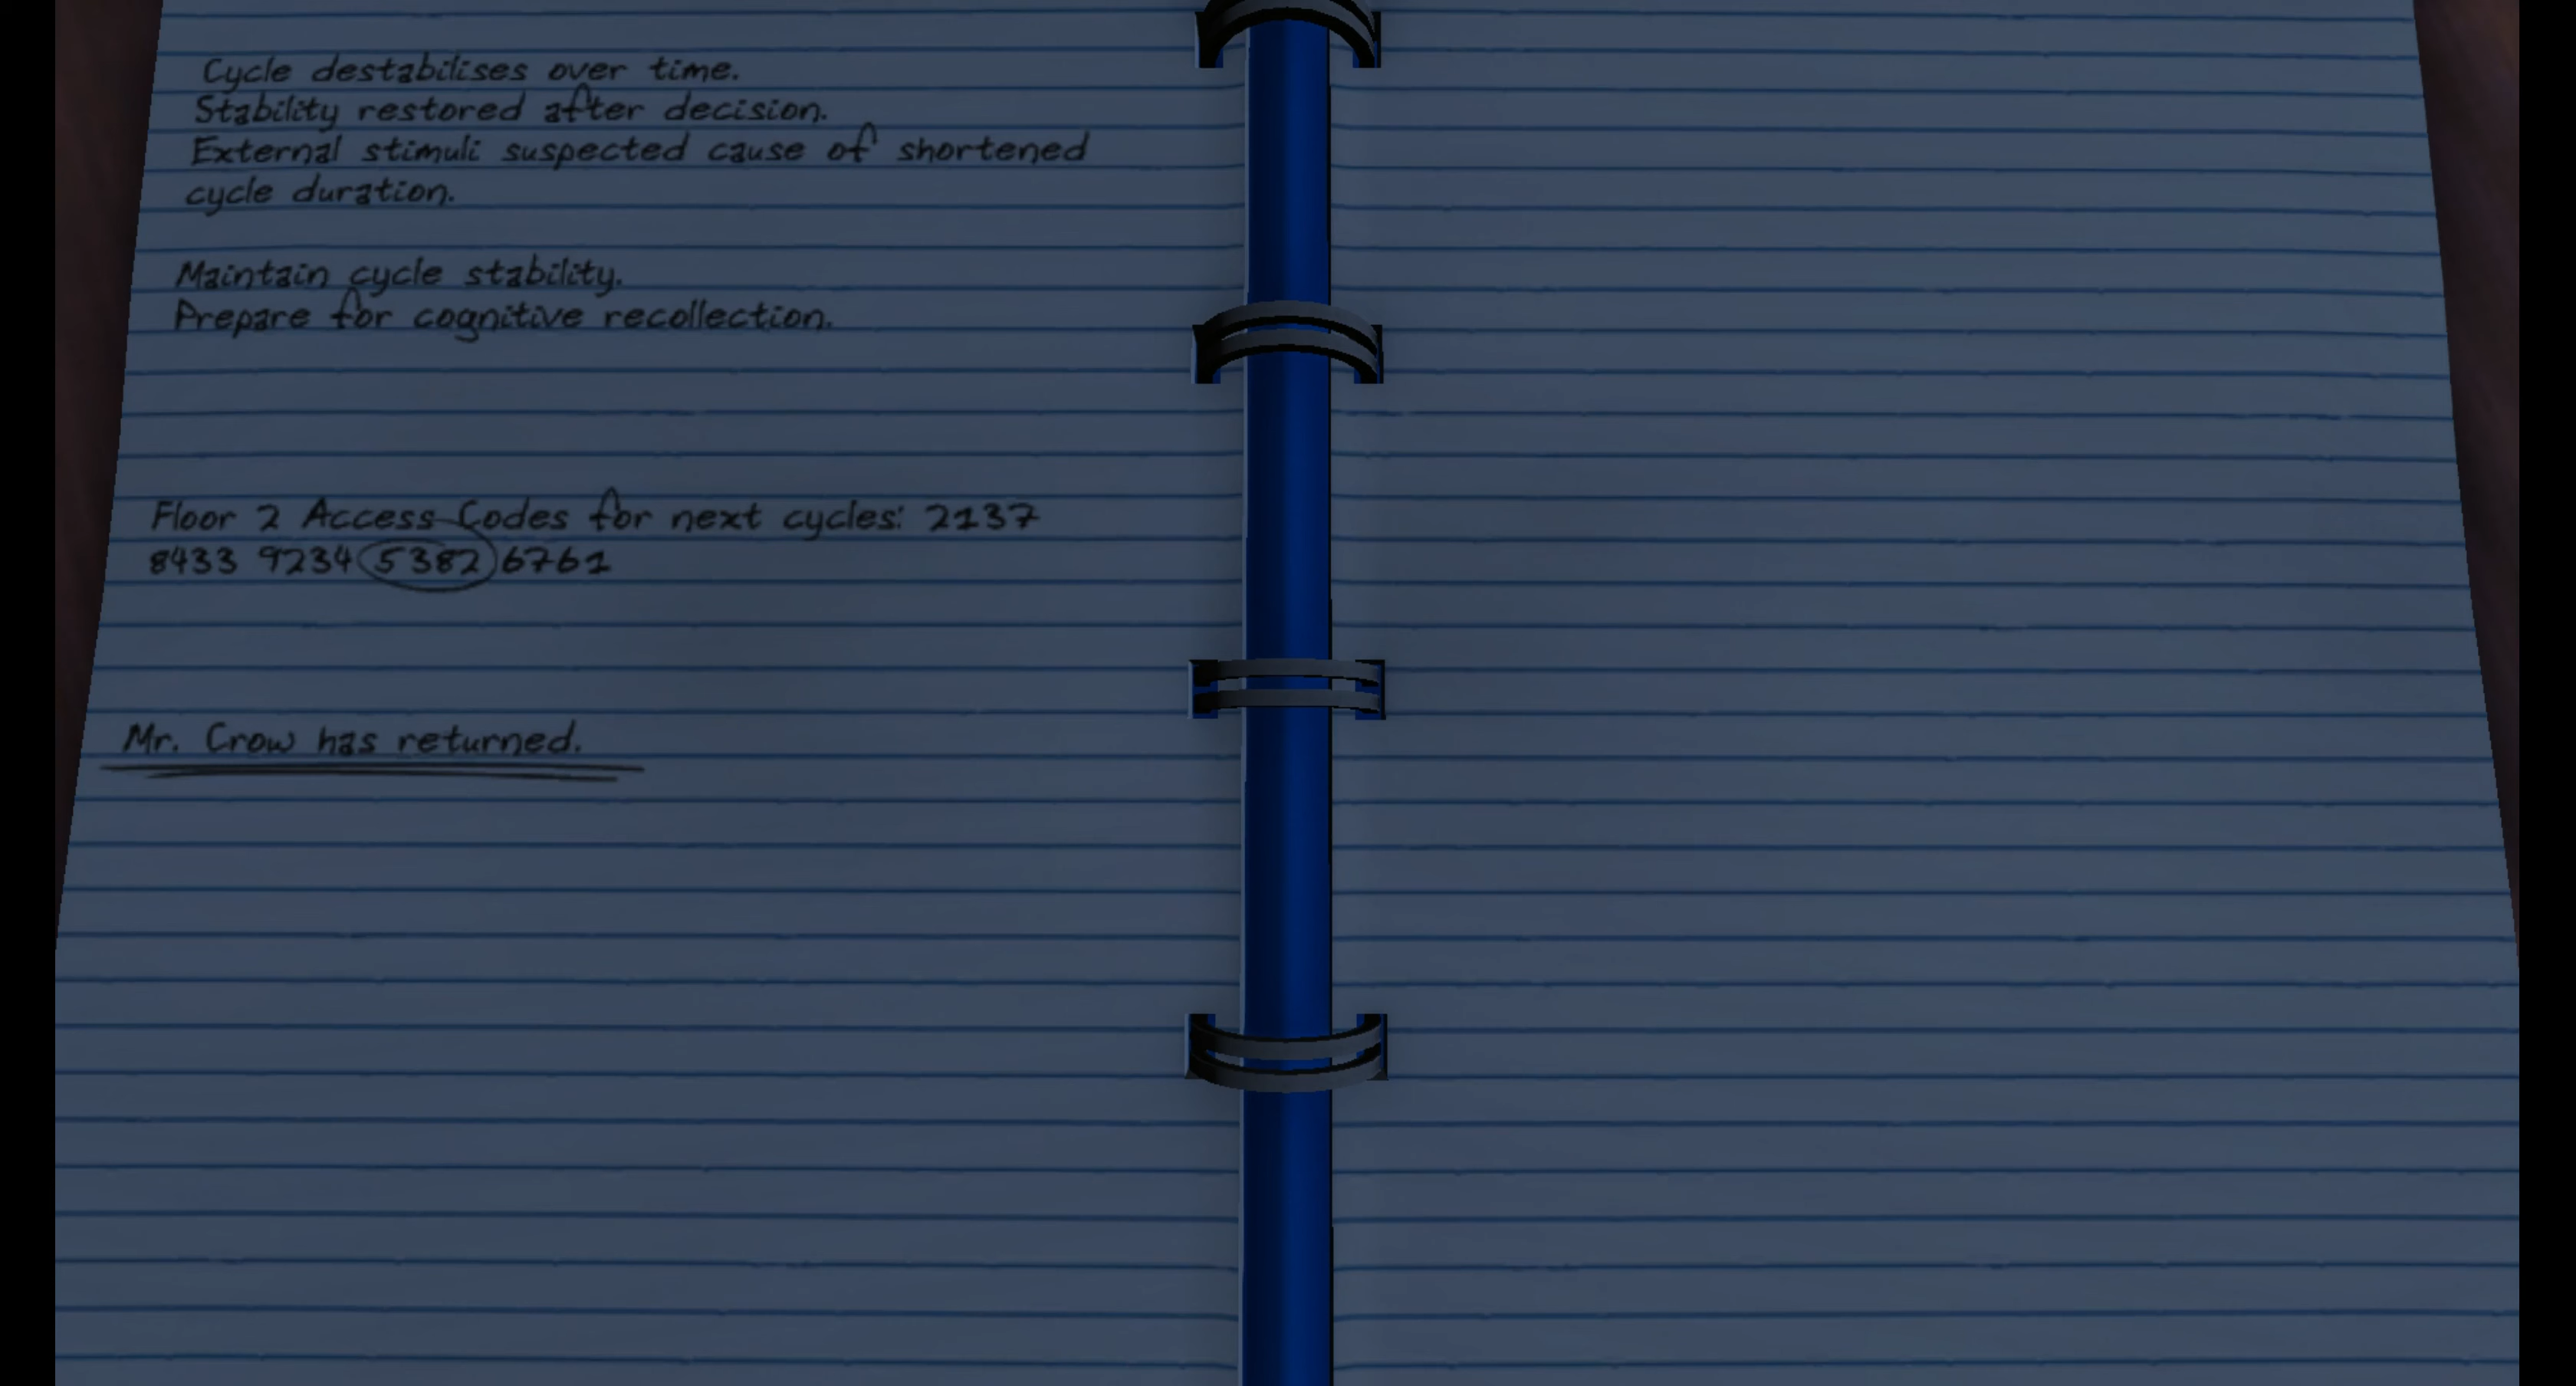 Cycle destabilises over time.
Stability restored after decision.
External stimuli suspected cause of shortened
cycle duration.
Maintain cycle stability.
Prepare for cognitive recollection.
Floor 2 Access Codes for next cycles: 2137
8433 9234 5382 6761
Mr. Crow has returned.